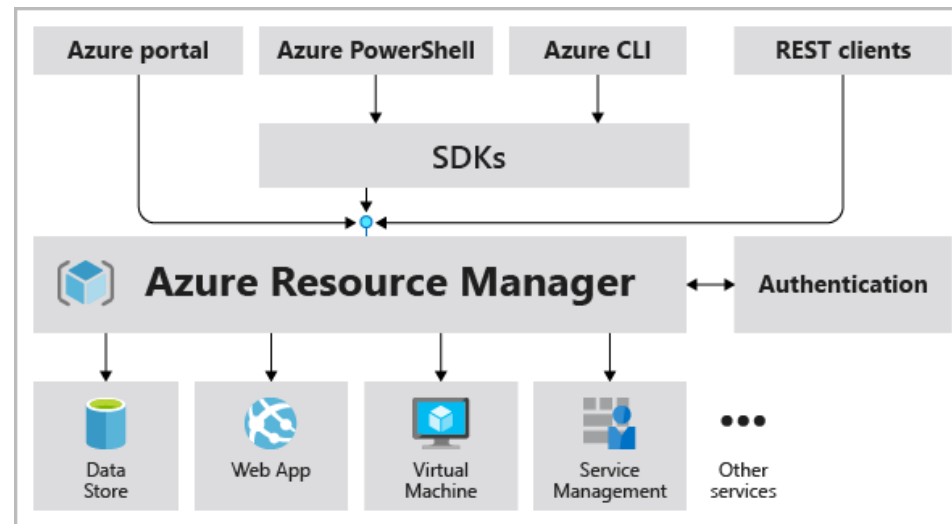 Azure portal
Azure PowerShell
Azure CLI
REST clients
SDKs
Azure Resource Manager
Authentication
Data
Store
Web App
Virtual
Machine
Service
Management
Other
services